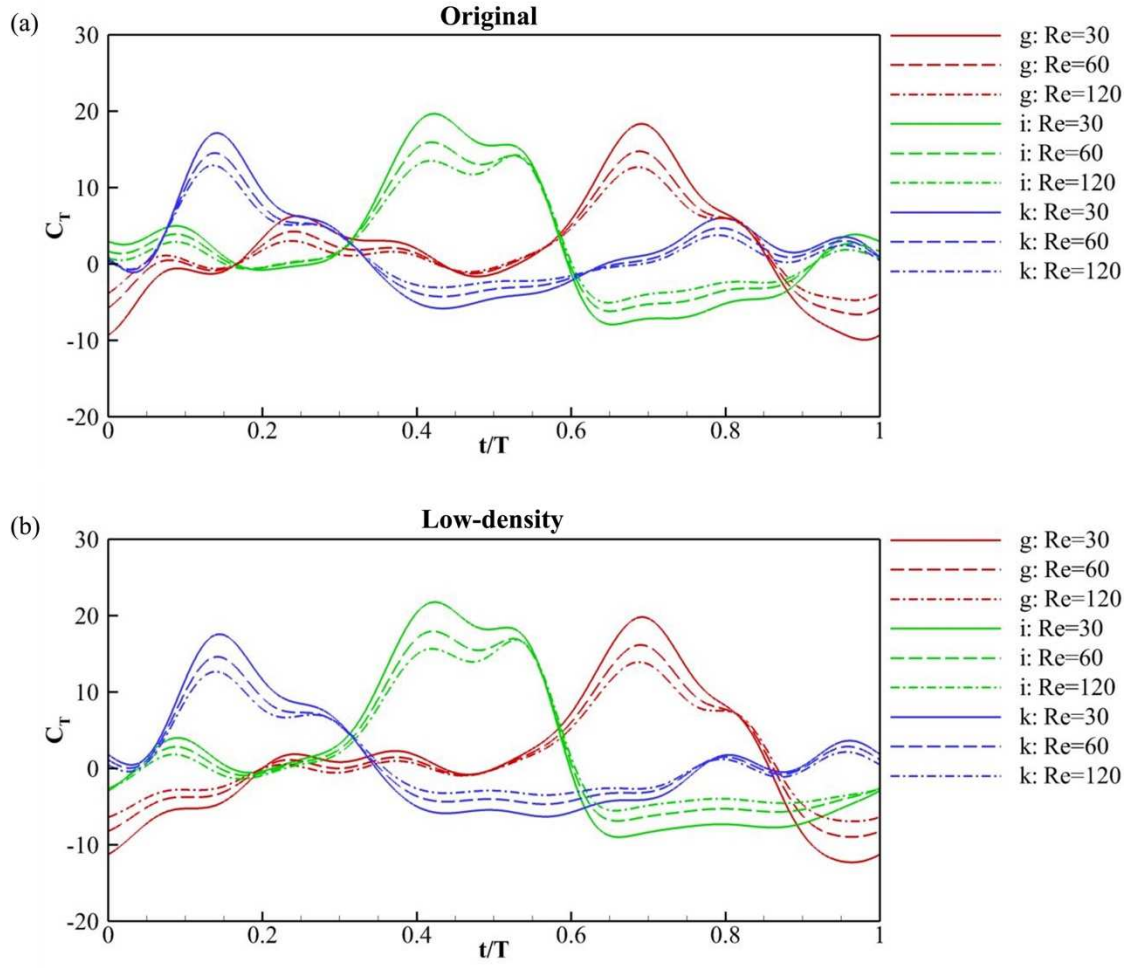 (a)
Original
30
20
10
0
-10
-20
C_T
0
0.2
0.4
0.6
0.8
1
t/T
g: Re=30
g: Re=60
g: Re=120
i: Re=30
i: Re=60
i: Re=120
k: Re=30
k: Re=60
k: Re=120
(b)
Low-density
30
20
10
0
-10
-20
C_T
0
0.2
0.4
0.6
0.8
1
t/T
g: Re=30
g: Re=60
g: Re=120
i: Re=30
i: Re=60
i: Re=120
k: Re=30
k: Re=60
k: Re=120